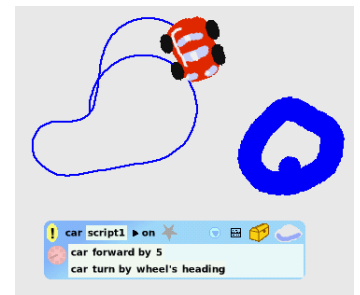 ! car script1 on
car forward by 5
car turn by wheel's heading